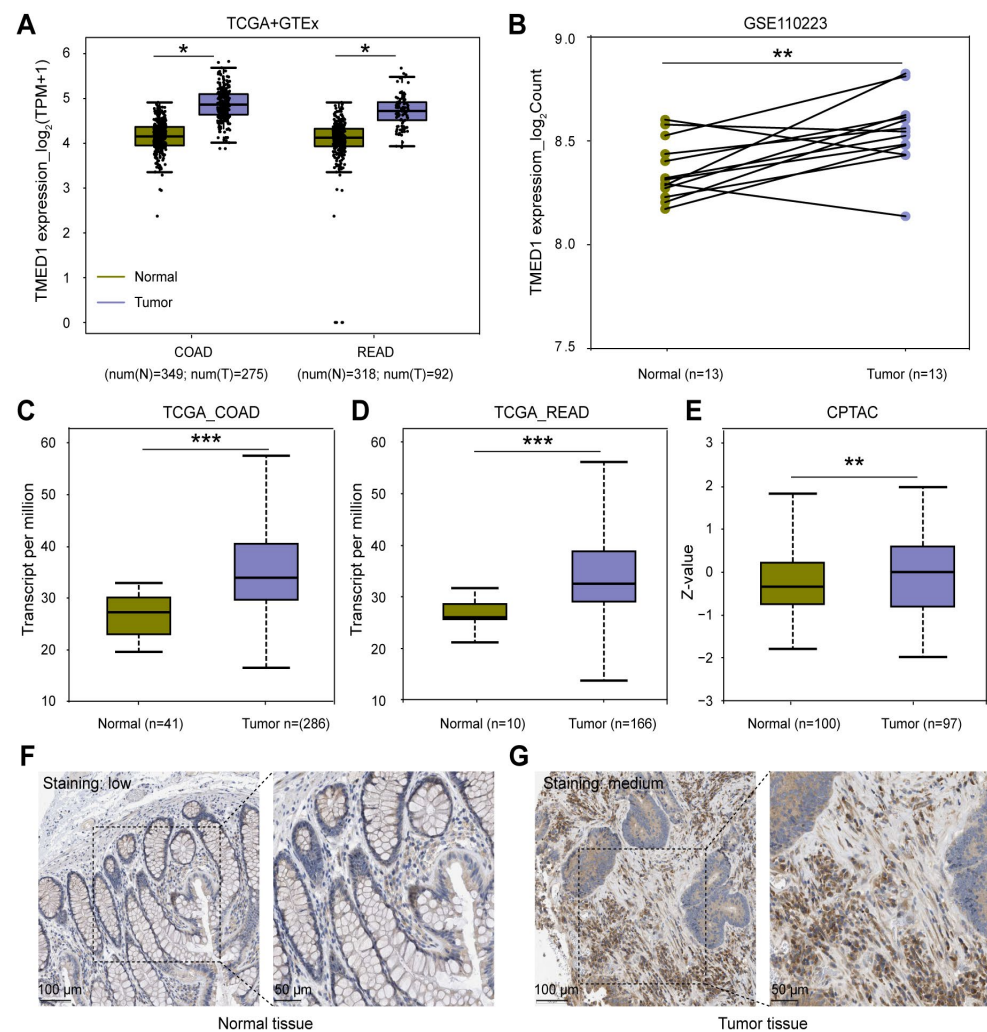 A
TCGA+GTEx
*
*
TMED1 expression_log2(TPM+1)
6
5
4
3
2
1
0
Normal
Tumor
COAD
(num(N)=349; num(T)=275)
READ
(num(N)=318; num(T)=92)
B
GSE110223
**
TMED1 expressiom_log2Count
9.0
8.5
8.0
7.5
Normal (n=13)
Tumor (n=13)
C
TCGA_COAD
***
Transcript per million
60
50
40
30
20
10
Normal (n=41)
Tumor n=(286)
D
TCGA_READ
***
Transcript per million
60
50
40
30
20
10
Normal (n=10)
Tumor (n=166)
E
CPTAC
**
Z-value
3
2
1
0
−1
−2
−3
Normal (n=100)
Tumor (n=97)
F
Staining: low
100 µm
50 µm
Normal tissue
G
Staining: medium
100 µm
50 µm
Tumor tissue